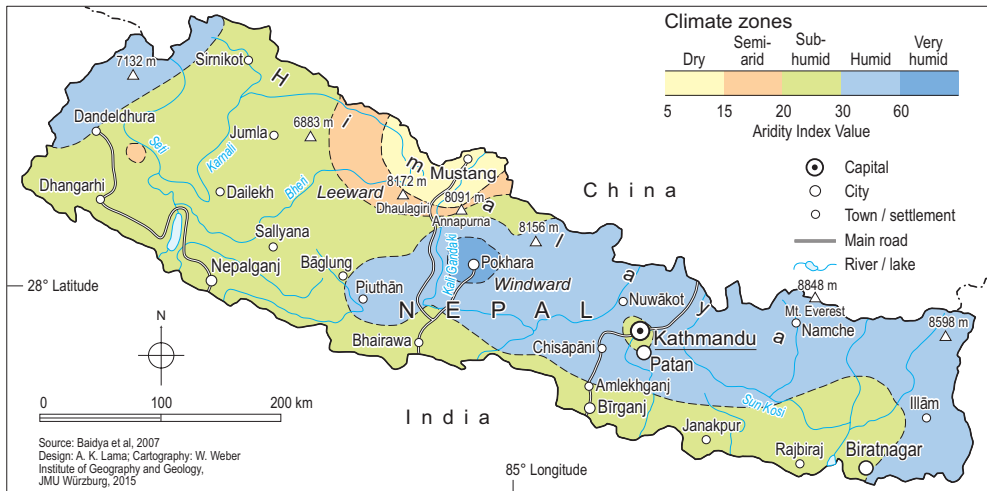 Climate zones
Dry
Semi-
arid
Sub-
humid
Humid
Very
humid
5 15 20 30 60
Aridity Index Value
Capital
City
Town / settlement
Main road
River / lake
7132 m
Sirnikot
H
i
m
a
l
a
y
a
Dandeldhura
Seti
Karnali
Jumla
6883 m
Mustang
China
Dhangarhi
Dailekh
Bheri
Leeward
8172 m
Dhaulagiri
8091 m
Annapurna
8156 m
Sallyana
Nepalganj
Bāglung
Piuthān
Kali Gandaki
Pokhara
Windward
28° Latitude
NEPAL
Nuwākot
8848 m
Mt. Everest
Namche
8598 m
Kathmandu
Patan
Bhairawa
Chisāpāni
Amlekhganj
Bīrganj
Sun-Kosi
Illām
Janakpur
Rajbiraj
Biratnagar
India
N
0 100 200 km
Source: Baidya et al, 2007
Design: A. K. Lama; Cartography: W. Weber
Institute of Geography and Geology,
JMU Würzburg, 2015
85° Longitude